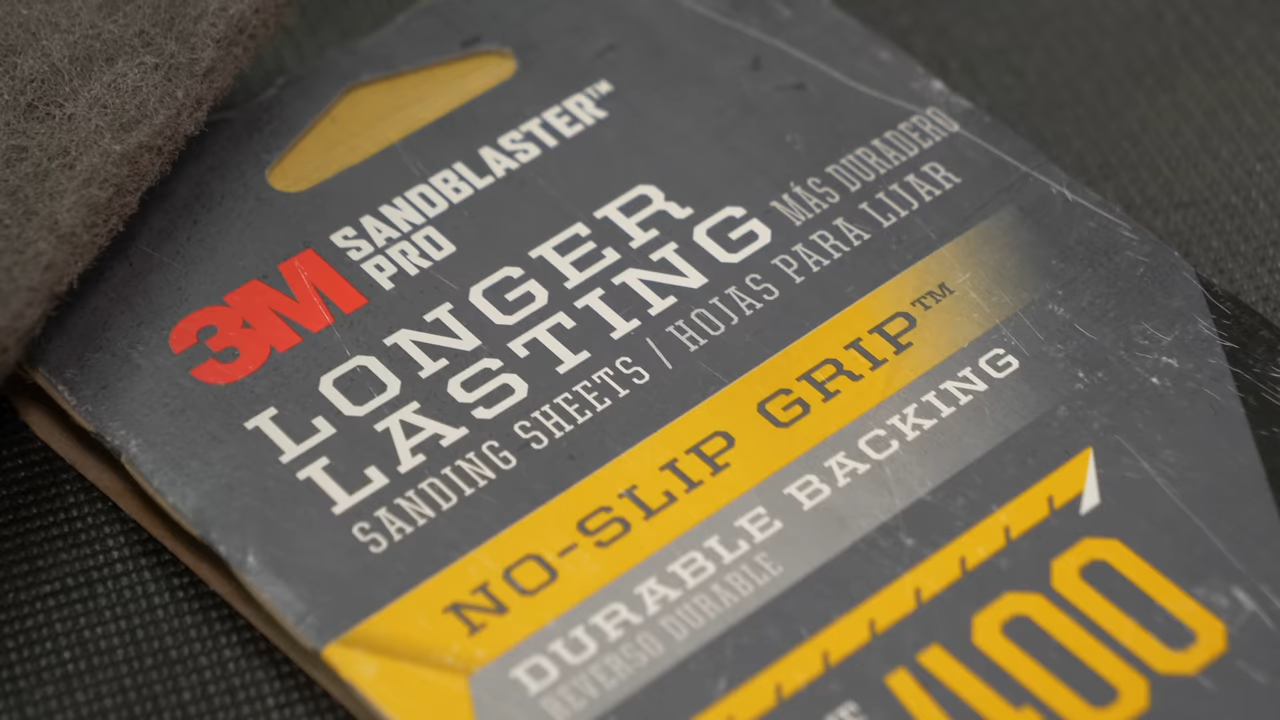 3M SANDBLASTER™
PRO
LONGER
LASTING MÁS DURADERO
SANDING SHEETS / HOJAS PARA LIJAR
NO-SLIP GRIP™
DURABLE BACKING
REVERSO DURABLE
400